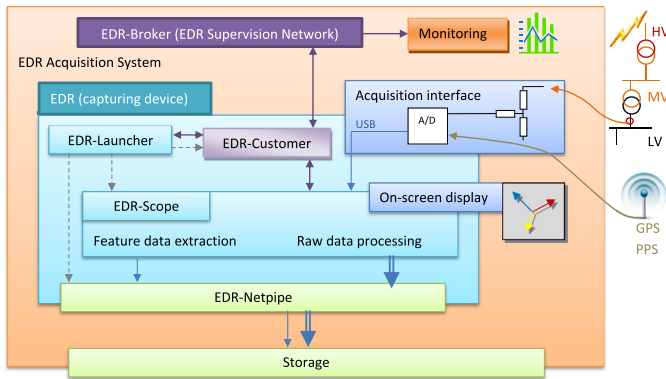 EDR-Broker (EDR Supervision Network)
Monitoring
HV
EDR Acquisition System
EDR (capturing device)
Acquisition interface
MV
USB
A/D
EDR-Launcher
EDR-Customer
LV
EDR-Scope
On-screen display
GPS
PPS
Feature data extraction
Raw data processing
EDR-Netpipe
Storage